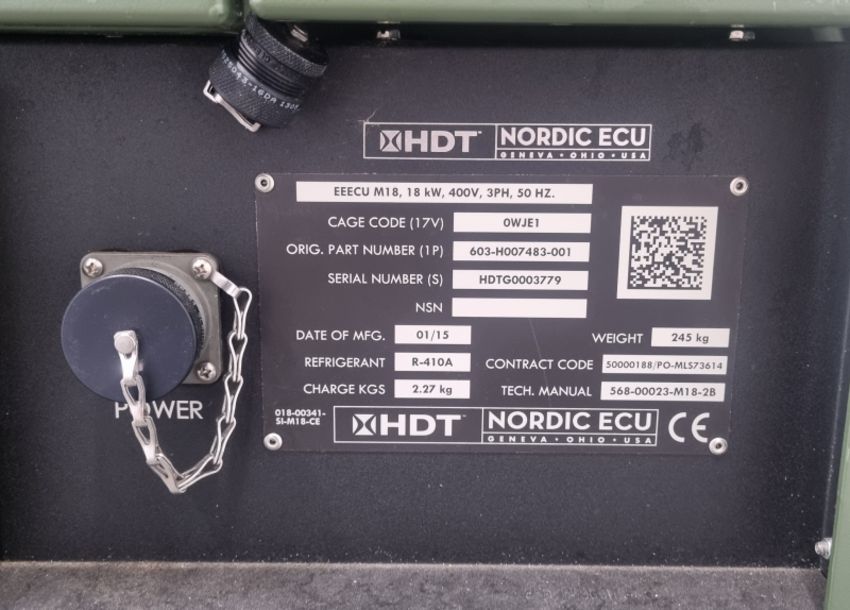 HDT™ NORDIC ECU
GENEVA • OHIO • USA
EEECU M18, 18 kW, 400V, 3PH, 50 HZ.
CAGE CODE (17V) 0WJE1
ORIG. PART NUMBER (1P) 603-H007483-001
SERIAL NUMBER (S) HDTG0003779
NSN
DATE OF MFG. 01/15 WEIGHT 245 kg
REFRIGERANT R-410A CONTRACT CODE 50000188/PO-MLS73614
CHARGE KGS 2.27 kg TECH. MANUAL 568-00023-M18-2B
018-00341-
SI-M18-CE
HDT™ NORDIC ECU
GENEVA • OHIO • USA
CE
POWER